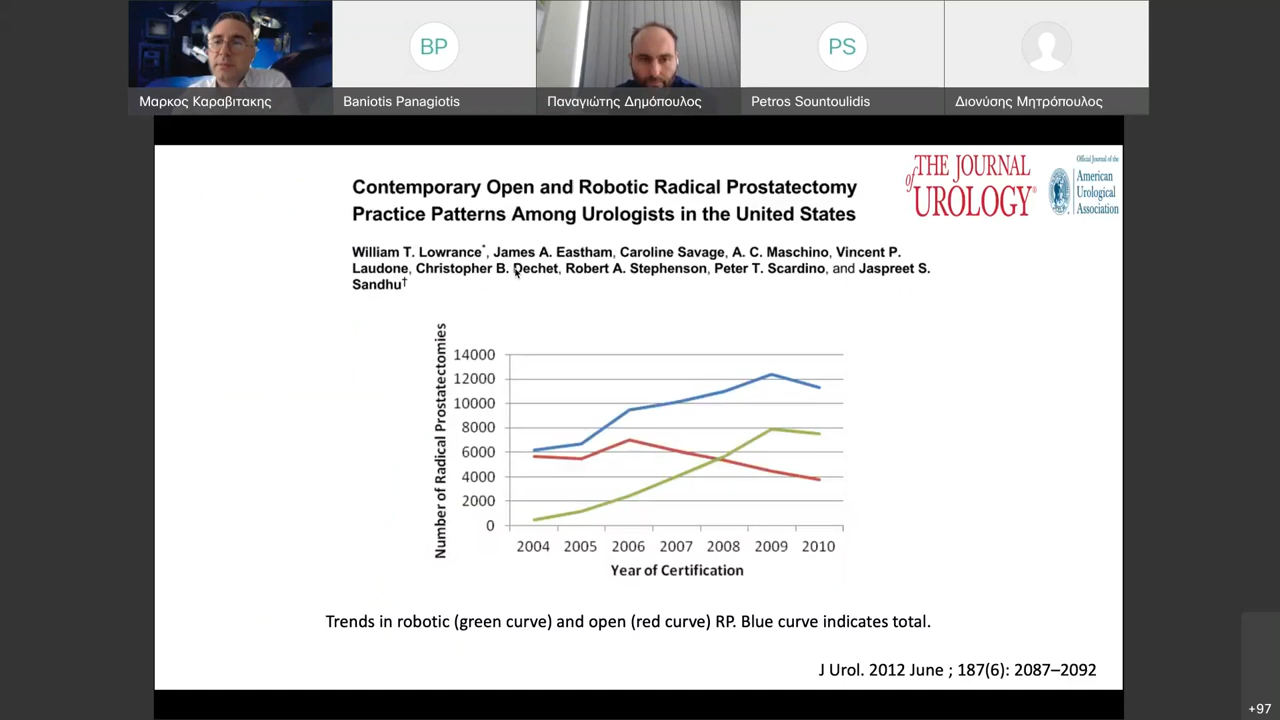 BP
PS
Μαρκος Καραβιτακης
Baniotis Panagiotis
Παναγιώτης Δημόπουλος
Petros Sountoulidis
Διονύσης Μητρόπουλος
Contemporary Open and Robotic Radical Prostatectomy
Practice Patterns Among Urologists in the United States
THE JOURNAL
of UROLOGY®
Official Journal of the
American
Urological
Association
William T. Lowrance*, James A. Eastham, Caroline Savage, A. C. Maschino, Vincent P.
Laudone, Christopher B. Dechet, Robert A. Stephenson, Peter T. Scardino, and Jaspreet S.
Sandhu†
Number of Radical Prostatectomies
14000
12000
10000
8000
6000
4000
2000
0
2004 2005 2006 2007 2008 2009 2010
Year of Certification
Trends in robotic (green curve) and open (red curve) RP. Blue curve indicates total.
J Urol. 2012 June ; 187(6): 2087–2092
+97